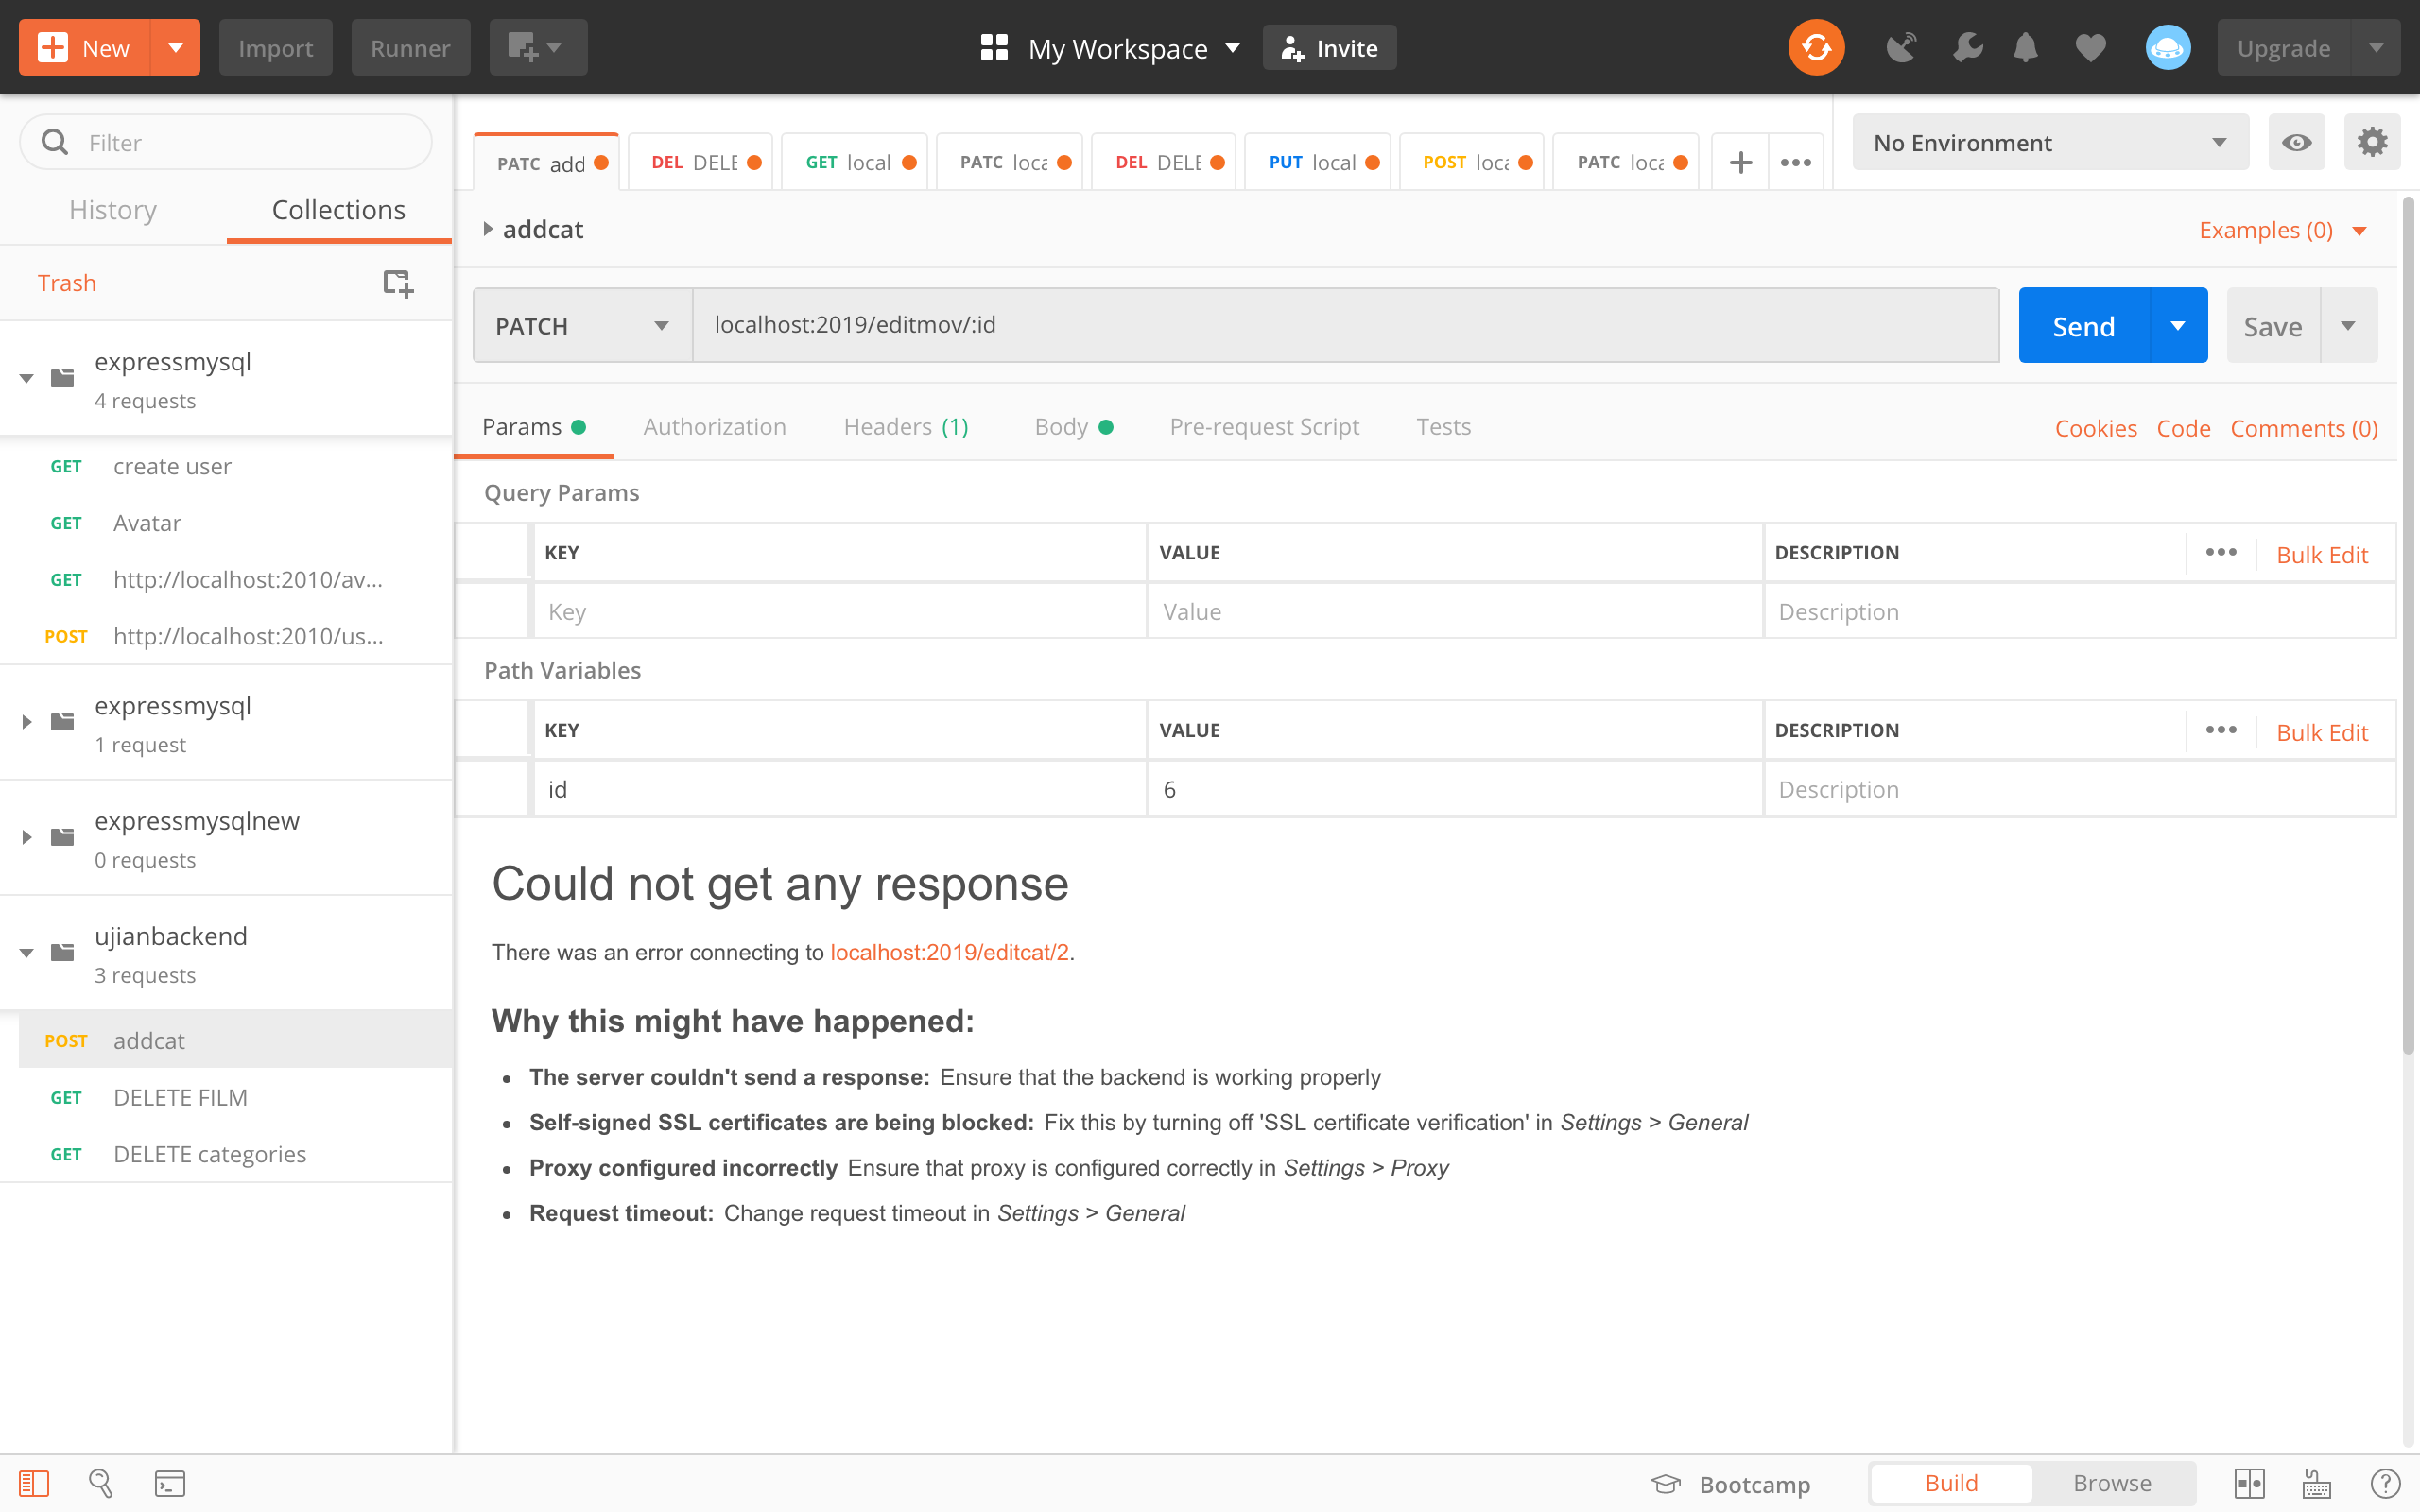 New
Import
Runner
My Workspace
Invite
Upgrade
Filter
History
Collections
Trash
expressmysql
4 requests
GET create user
GET Avatar
GET http://localhost:2010/av...
POST http://localhost:2010/us...
expressmysql
1 request
expressmysqlnew
0 requests
ujianbackend
3 requests
POST addcat
GET DELETE FILM
GET DELETE categories
PATC add
DEL DELE
GET local
PATC loca
DEL DELE
PUT local
POST loca
PATC loca
No Environment
addcat
Examples (0)
PATCH
localhost:2019/editmov/:id
Send
Save
Params
Authorization
Headers (1)
Body
Pre-request Script
Tests
Cookies
Code
Comments (0)
Query Params
KEY VALUE DESCRIPTION Bulk Edit
Key Value Description
Path Variables
KEY VALUE DESCRIPTION Bulk Edit
id 6 Description
Could not get any response
There was an error connecting to localhost:2019/editcat/2.
Why this might have happened:
• The server couldn't send a response: Ensure that the backend is working properly
• Self-signed SSL certificates are being blocked: Fix this by turning off 'SSL certificate verification' in Settings > General
• Proxy configured incorrectly Ensure that proxy is configured correctly in Settings > Proxy
• Request timeout: Change request timeout in Settings > General
Bootcamp
Build
Browse